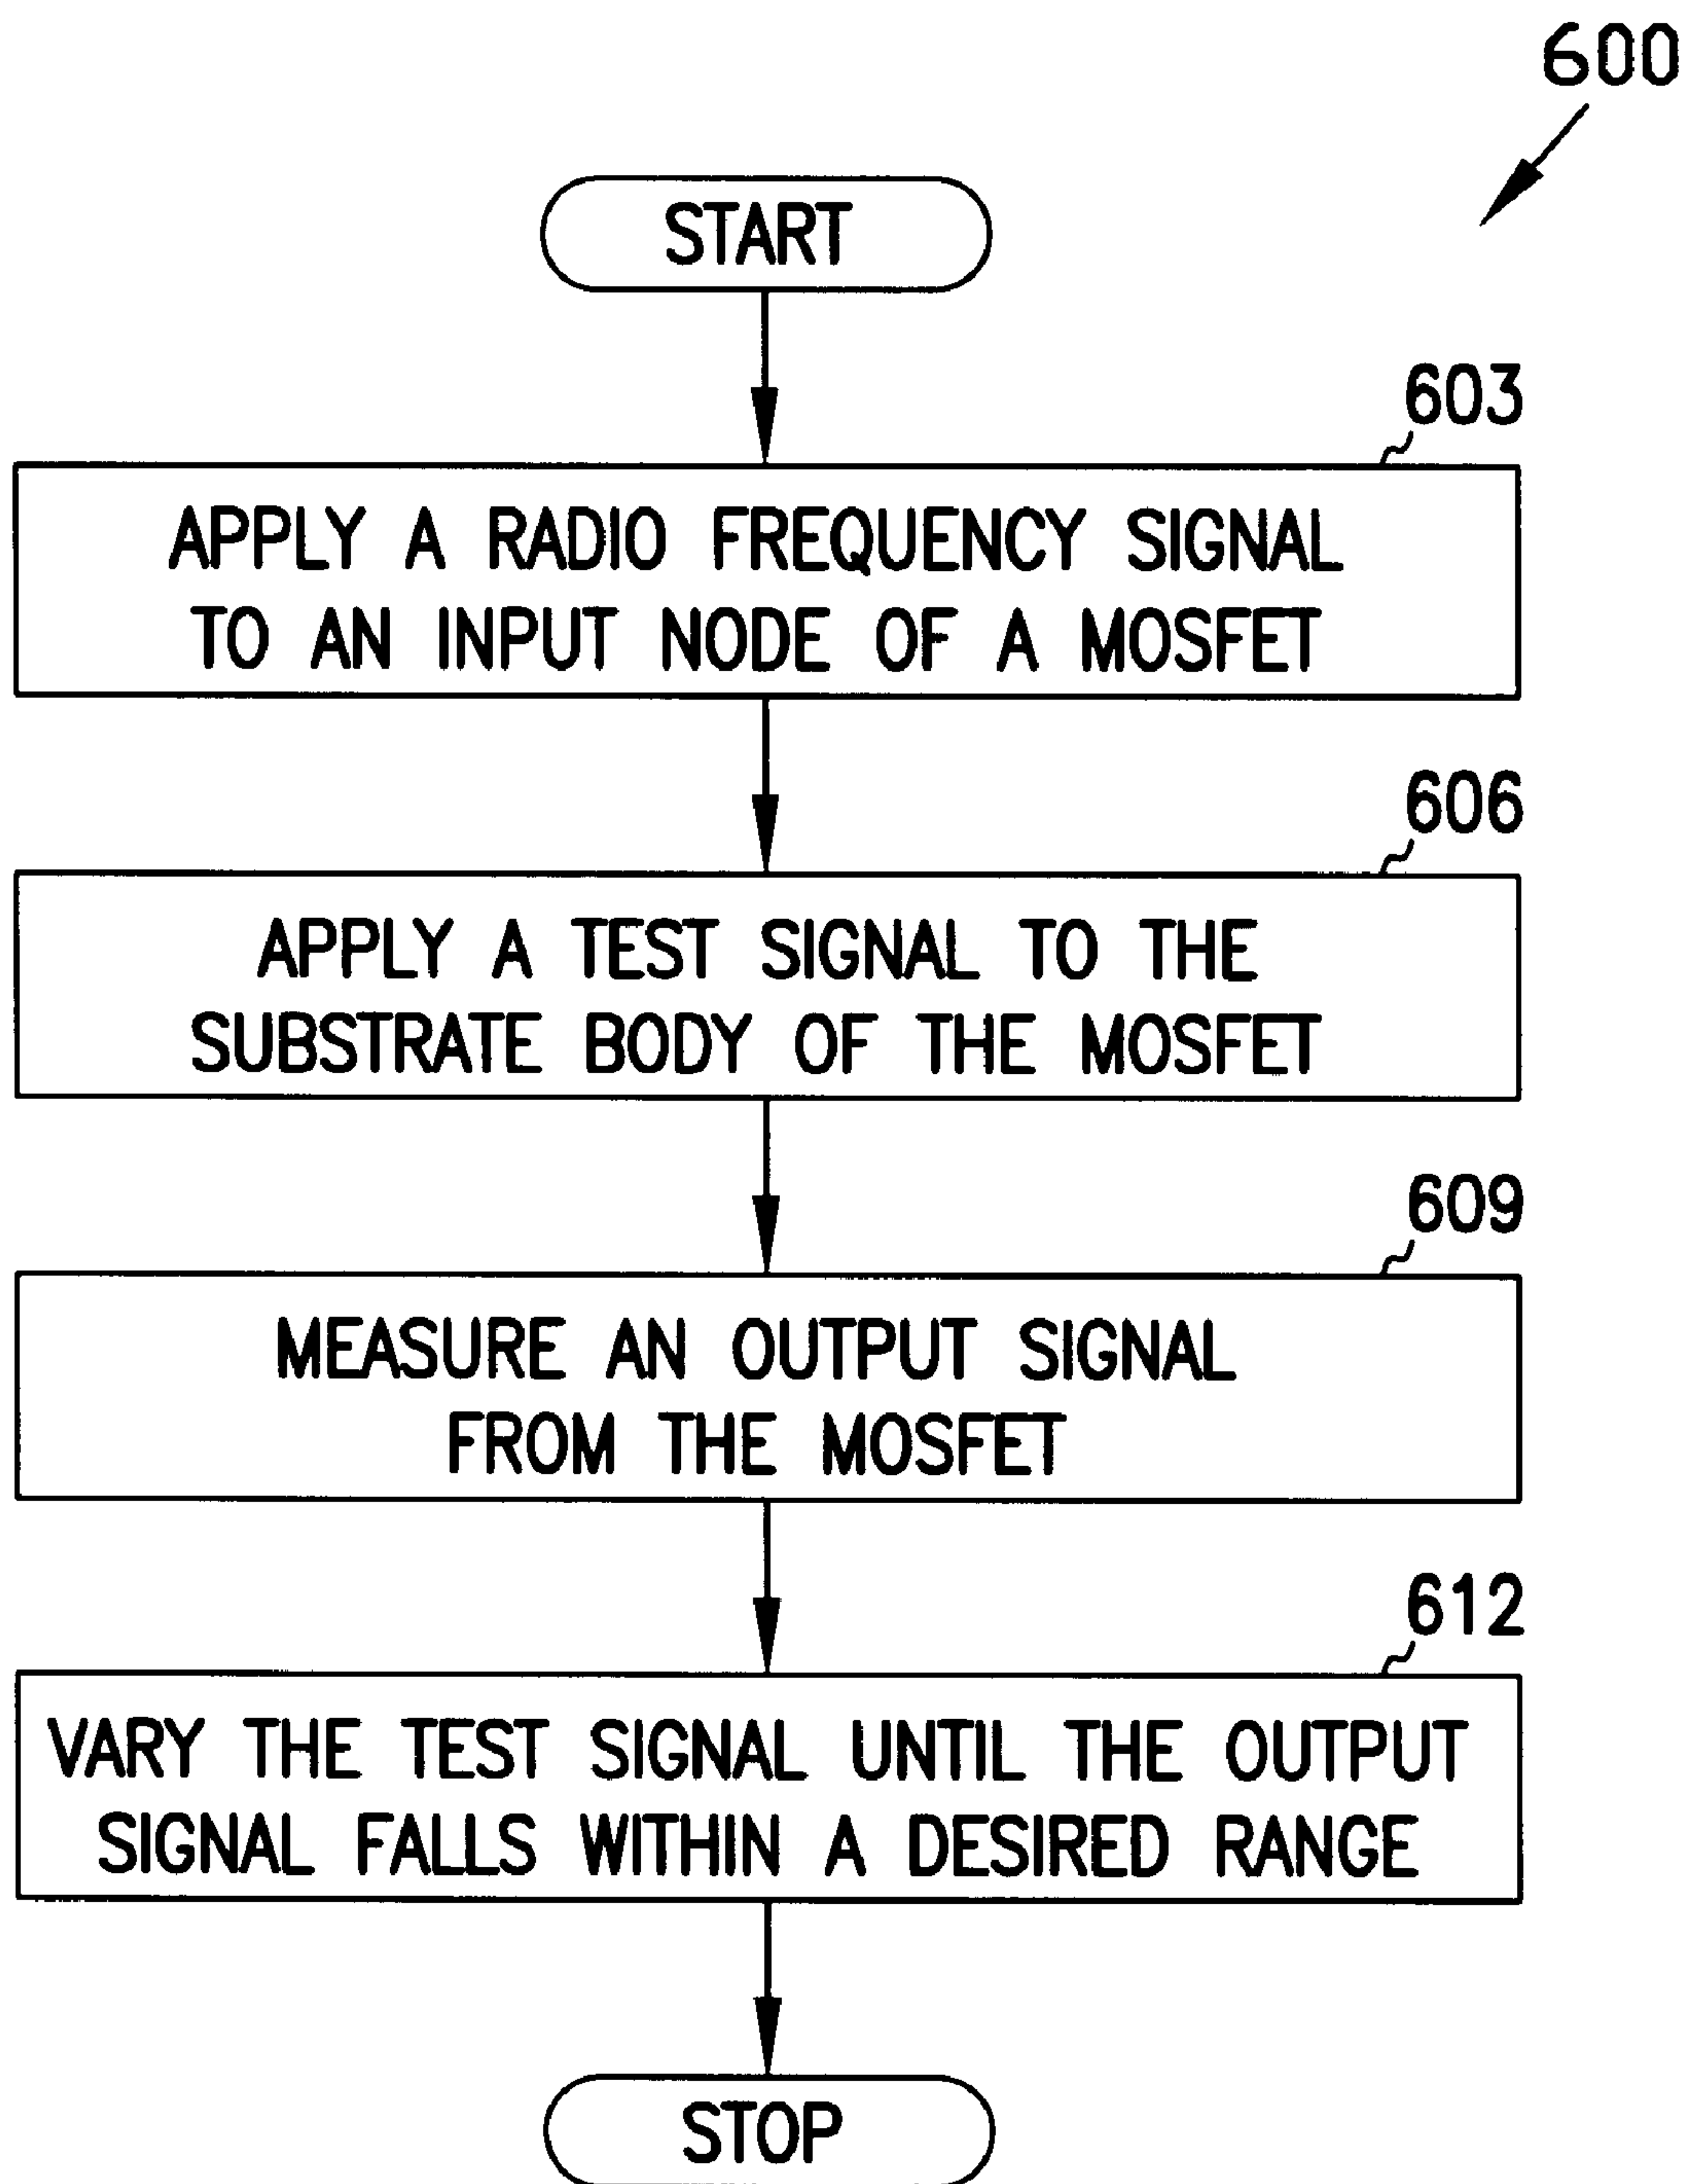 600
START
603
APPLY A RADIO FREQUENCY SIGNAL
TO AN INPUT NODE OF A MOSFET
606
APPLY A TEST SIGNAL TO THE
SUBSTRATE BODY OF THE MOSFET
609
MEASURE AN OUTPUT SIGNAL
FROM THE MOSFET
612
VARY THE TEST SIGNAL UNTIL THE OUTPUT
SIGNAL FALLS WITHIN A DESIRED RANGE
STOP